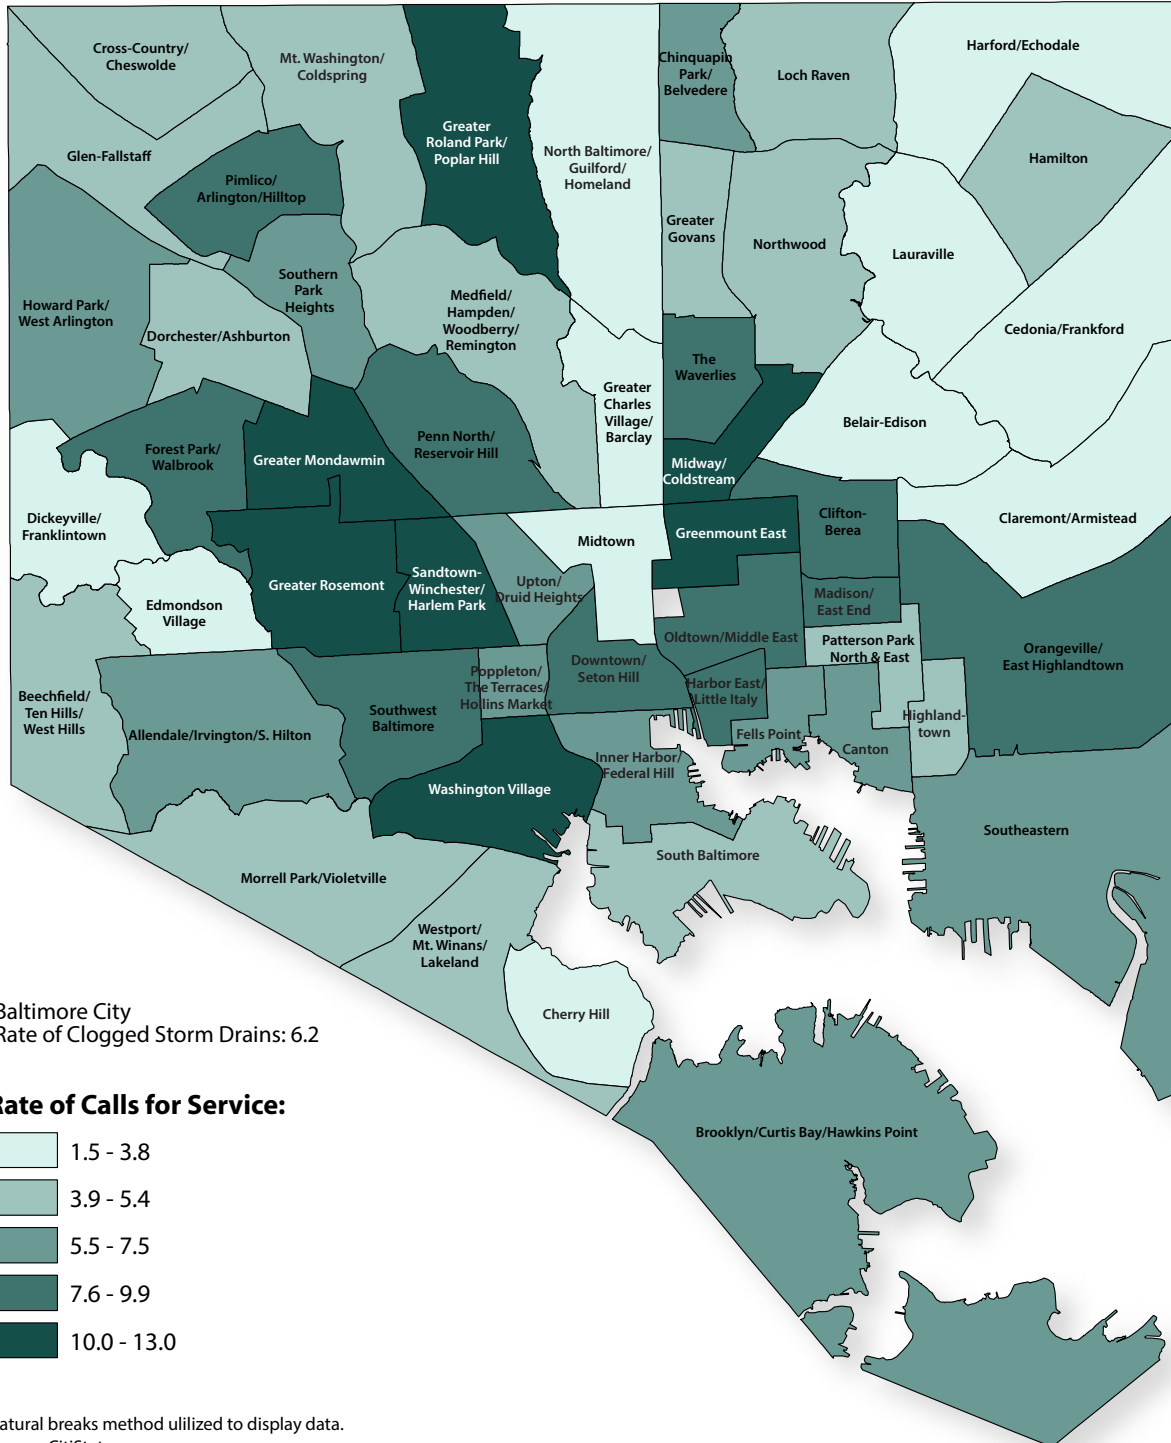 Cross-Country/
Cheswolde
Mt. Washington/
Coldspring
Greater
Roland Park/
Poplar Hill
North Baltimore/
Guilford/
Homeland
Chinquapin
Park/
Belvedere
Loch Raven
Harford/Echodale
Glen-Fallstaff
Pimlico/
Arlington/Hilltop
Hamilton
Greater
Govans
Northwood
Lauraville
Howard Park/
West Arlington
Southern
Park
Heights
Dorchester/Ashburton
Medfield/
Hampden/
Woodberry/
Remington
Cedonia/Frankford
The
Waverlies
Greater
Charles
Village/
Barclay
Belair-Edison
Forest Park/
Walbrook
Greater Mondawmin
Penn North/
Reservoir Hill
Midway/
Coldstream
Dickeyville/
Franklintown
Midtown
Greenmount East
Clifton-
Berea
Claremont/Armistead
Edmondson
Village
Greater Rosemont
Sandtown-
Winchester/
Harlem Park
Upton/
Druid Heights
Madison/
East End
Oldtown/Middle East
Patterson Park
North & East
Orangeville/
East Highlandtown
Beechfield/
Ten Hills/
West Hills
Allendale/Irvington/S. Hilton
Southwest
Baltimore
Poppleton/
The Terraces/
Hollins Market
Downtown/
Seton Hill
Harbor East/
Little Italy
Fells Point
Canton
Highland-
town
Washington Village
Inner Harbor/
Federal Hill
Southeastern
South Baltimore
Morrell Park/Violetville
Westport/
Mt. Winans/
Lakeland
Cherry Hill
Brooklyn/Curtis Bay/Hawkins Point
Baltimore City
Rate of Clogged Storm Drains: 6.2
Rate of Calls for Service:
1.5 - 3.8
3.9 - 5.4
5.5 - 7.5
7.6 - 9.9
10.0 - 13.0
atural breaks method ulilized to display data.